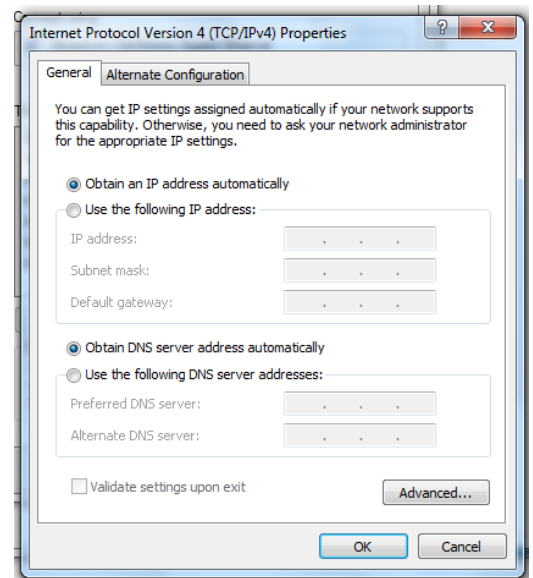 Internet Protocol Version 4 (TCP/IPv4) Properties
?
General
Alternate Configuration
You can get IP settings assigned automatically if your network supports
this capability. Otherwise, you need to ask your network administrator
for the appropriate IP settings.
Obtain an IP address automatically
Use the following IP address:
IP address:
Subnet mask:
Default gateway:
Obtain DNS server address automatically
Use the following DNS server addresses:
Preferred DNS server:
Alternate DNS server:
Validate settings upon exit
Advanced...
OK
Cancel